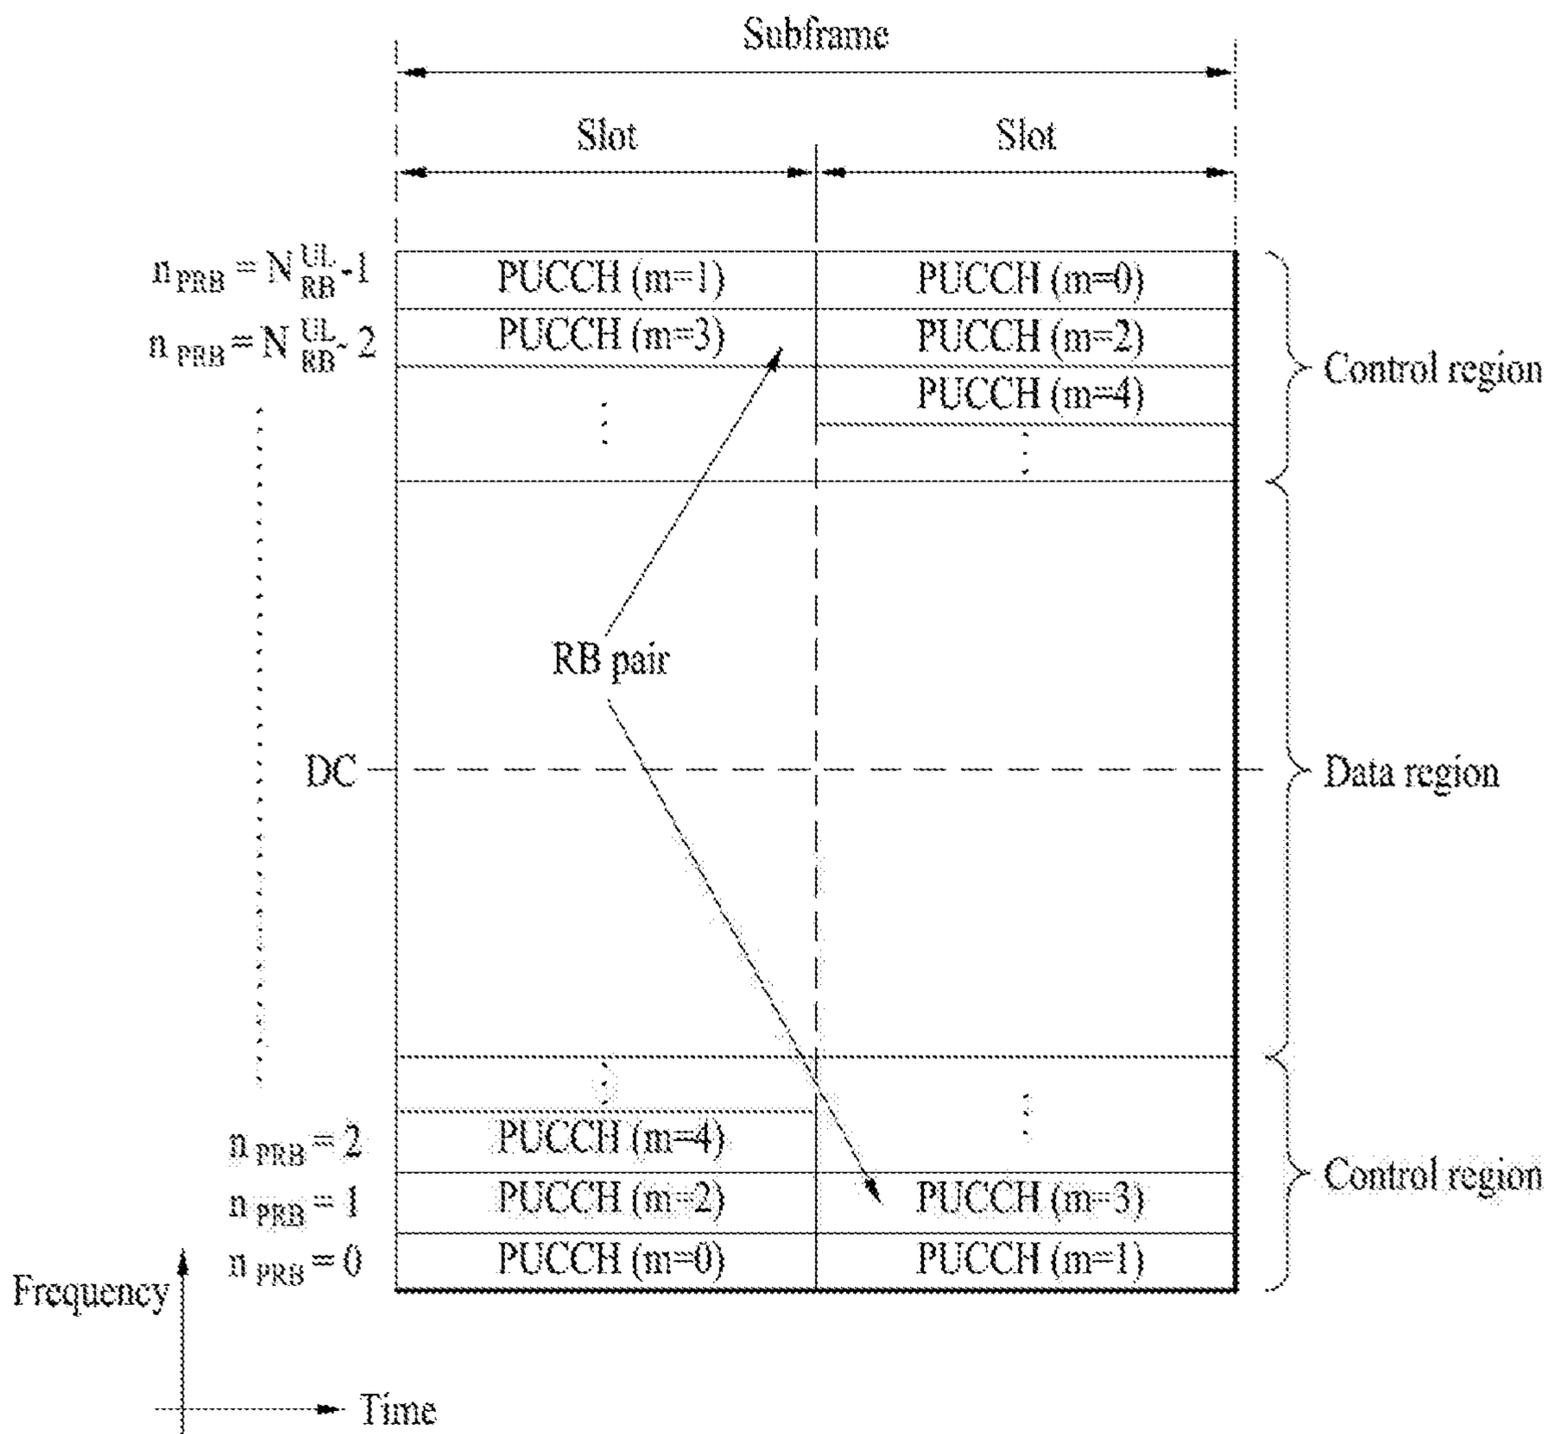 Subframe
Slot Slot
n PRB = N UL RB -1 PUCCH (m=1) PUCCH (m=0)
n PRB = N UL RB - 2 PUCCH (m=3) PUCCH (m=2)
PUCCH (m=4)
Control region
RB pair
DC
Data region
n PRB = 2 PUCCH (m=4)
Control region
n PRB = 1 PUCCH (m=2) PUCCH (m=3)
n PRB = 0 PUCCH (m=0) PUCCH (m=1)
Frequency
Time